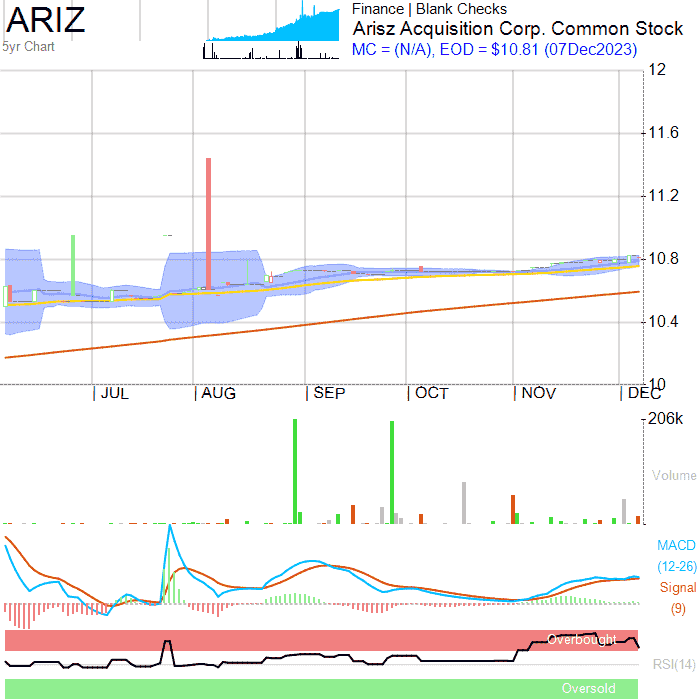 ARIZ
5yr Chart
Finance | Blank Checks
Arisz Acquisition Corp. Common Stock
MC = (N/A), EOD = $10.81 (07Dec2023)
12
11.6
11.2
10.8
10.4
10
JUL AUG SEP OCT NOV DEC
206k
Volume
MACD
(12-26)
Signal
(9)
Overbought
RSI(14)
Oversold